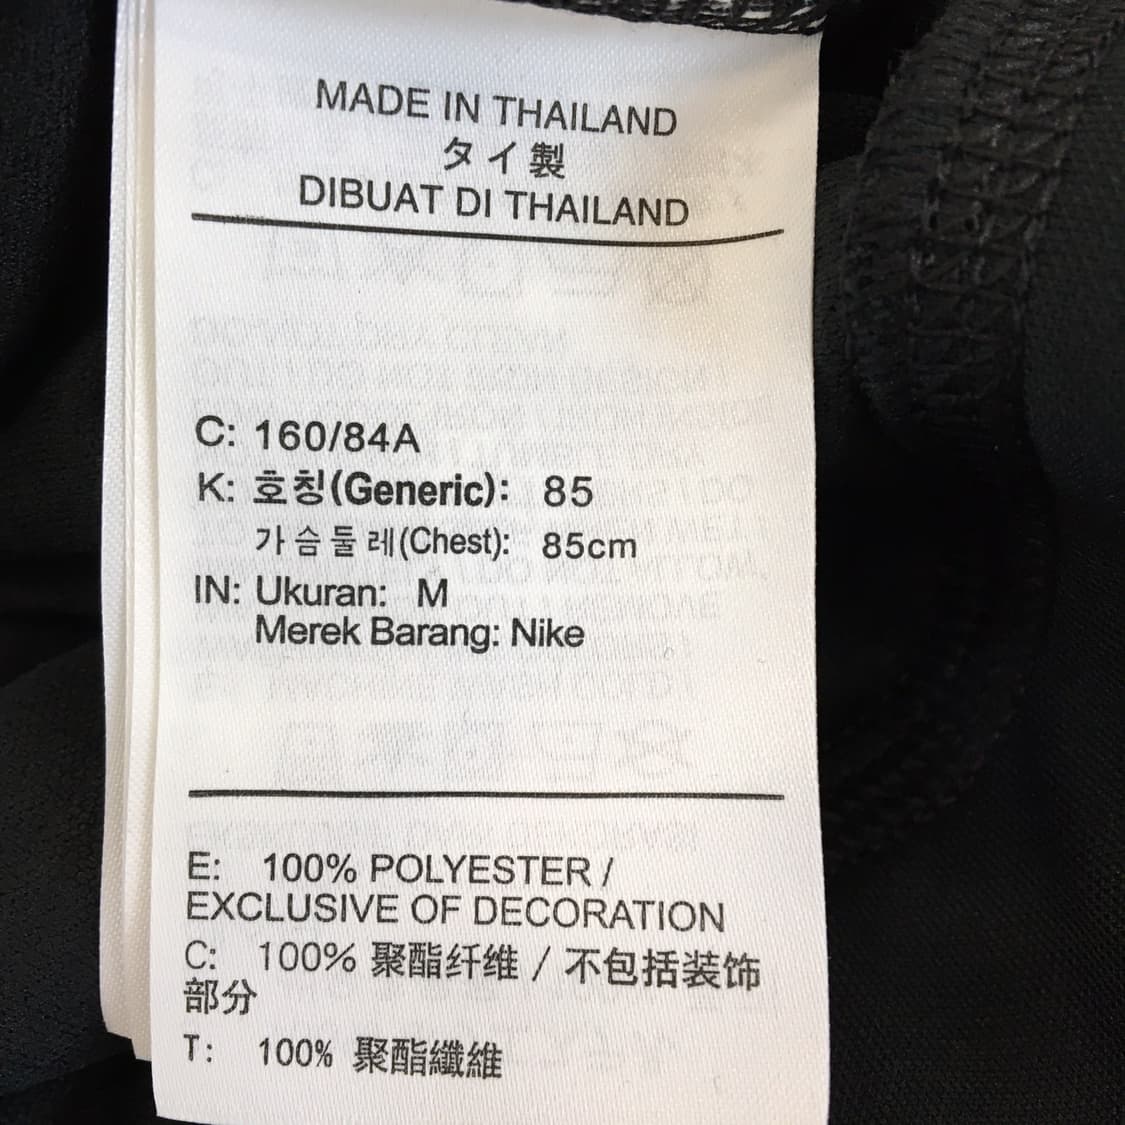 MADE IN THAILAND
タイ製
DIBUAT DI THAILAND
C: 160/84A
K: 호칭(Generic): 85
가슴둘레(Chest): 85cm
IN: Ukuran: M
Merek Barang: Nike
E: 100% POLYESTER /
EXCLUSIVE OF DECORATION
C: 100% 聚酯纤维 / 不包括装饰
部分
T: 100% 聚酯纖維